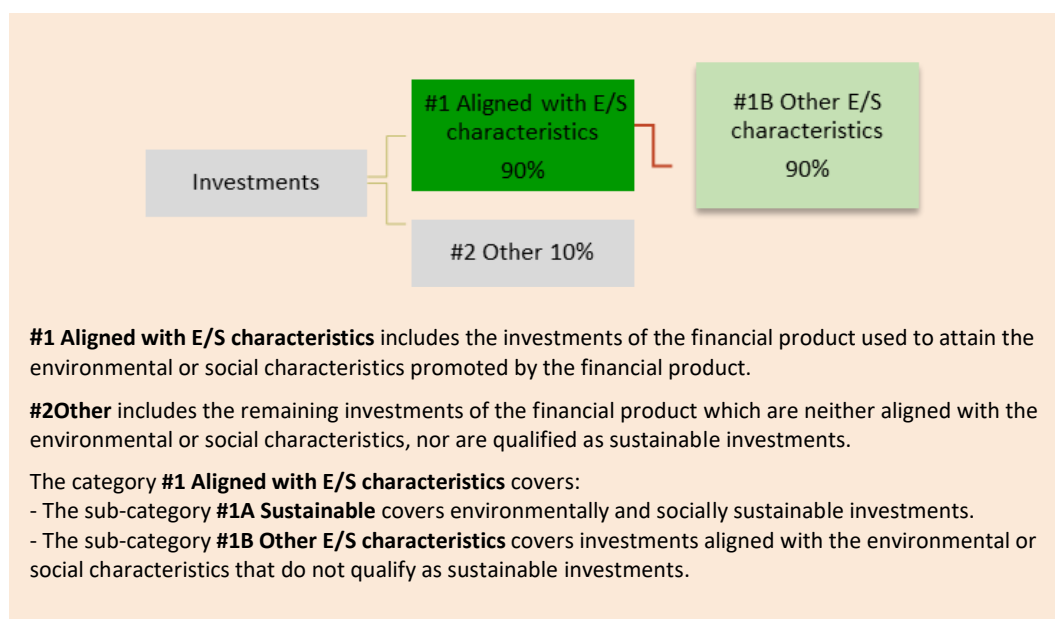 #1 Aligned with E/S
characteristics
90%
#1B Other E/S
characteristics
90%
Investments
#2 Other 10%
#1 Aligned with E/S characteristics includes the investments of the financial product used to attain the
environmental or social characteristics promoted by the financial product.
#2Other includes the remaining investments of the financial product which are neither aligned with the
environmental or social characteristics, nor are qualified as sustainable investments.
The category #1 Aligned with E/S characteristics covers:
- The sub-category #1A Sustainable covers environmentally and socially sustainable investments.
- The sub-category #1B Other E/S characteristics covers investments aligned with the environmental or
social characteristics that do not qualify as sustainable investments.